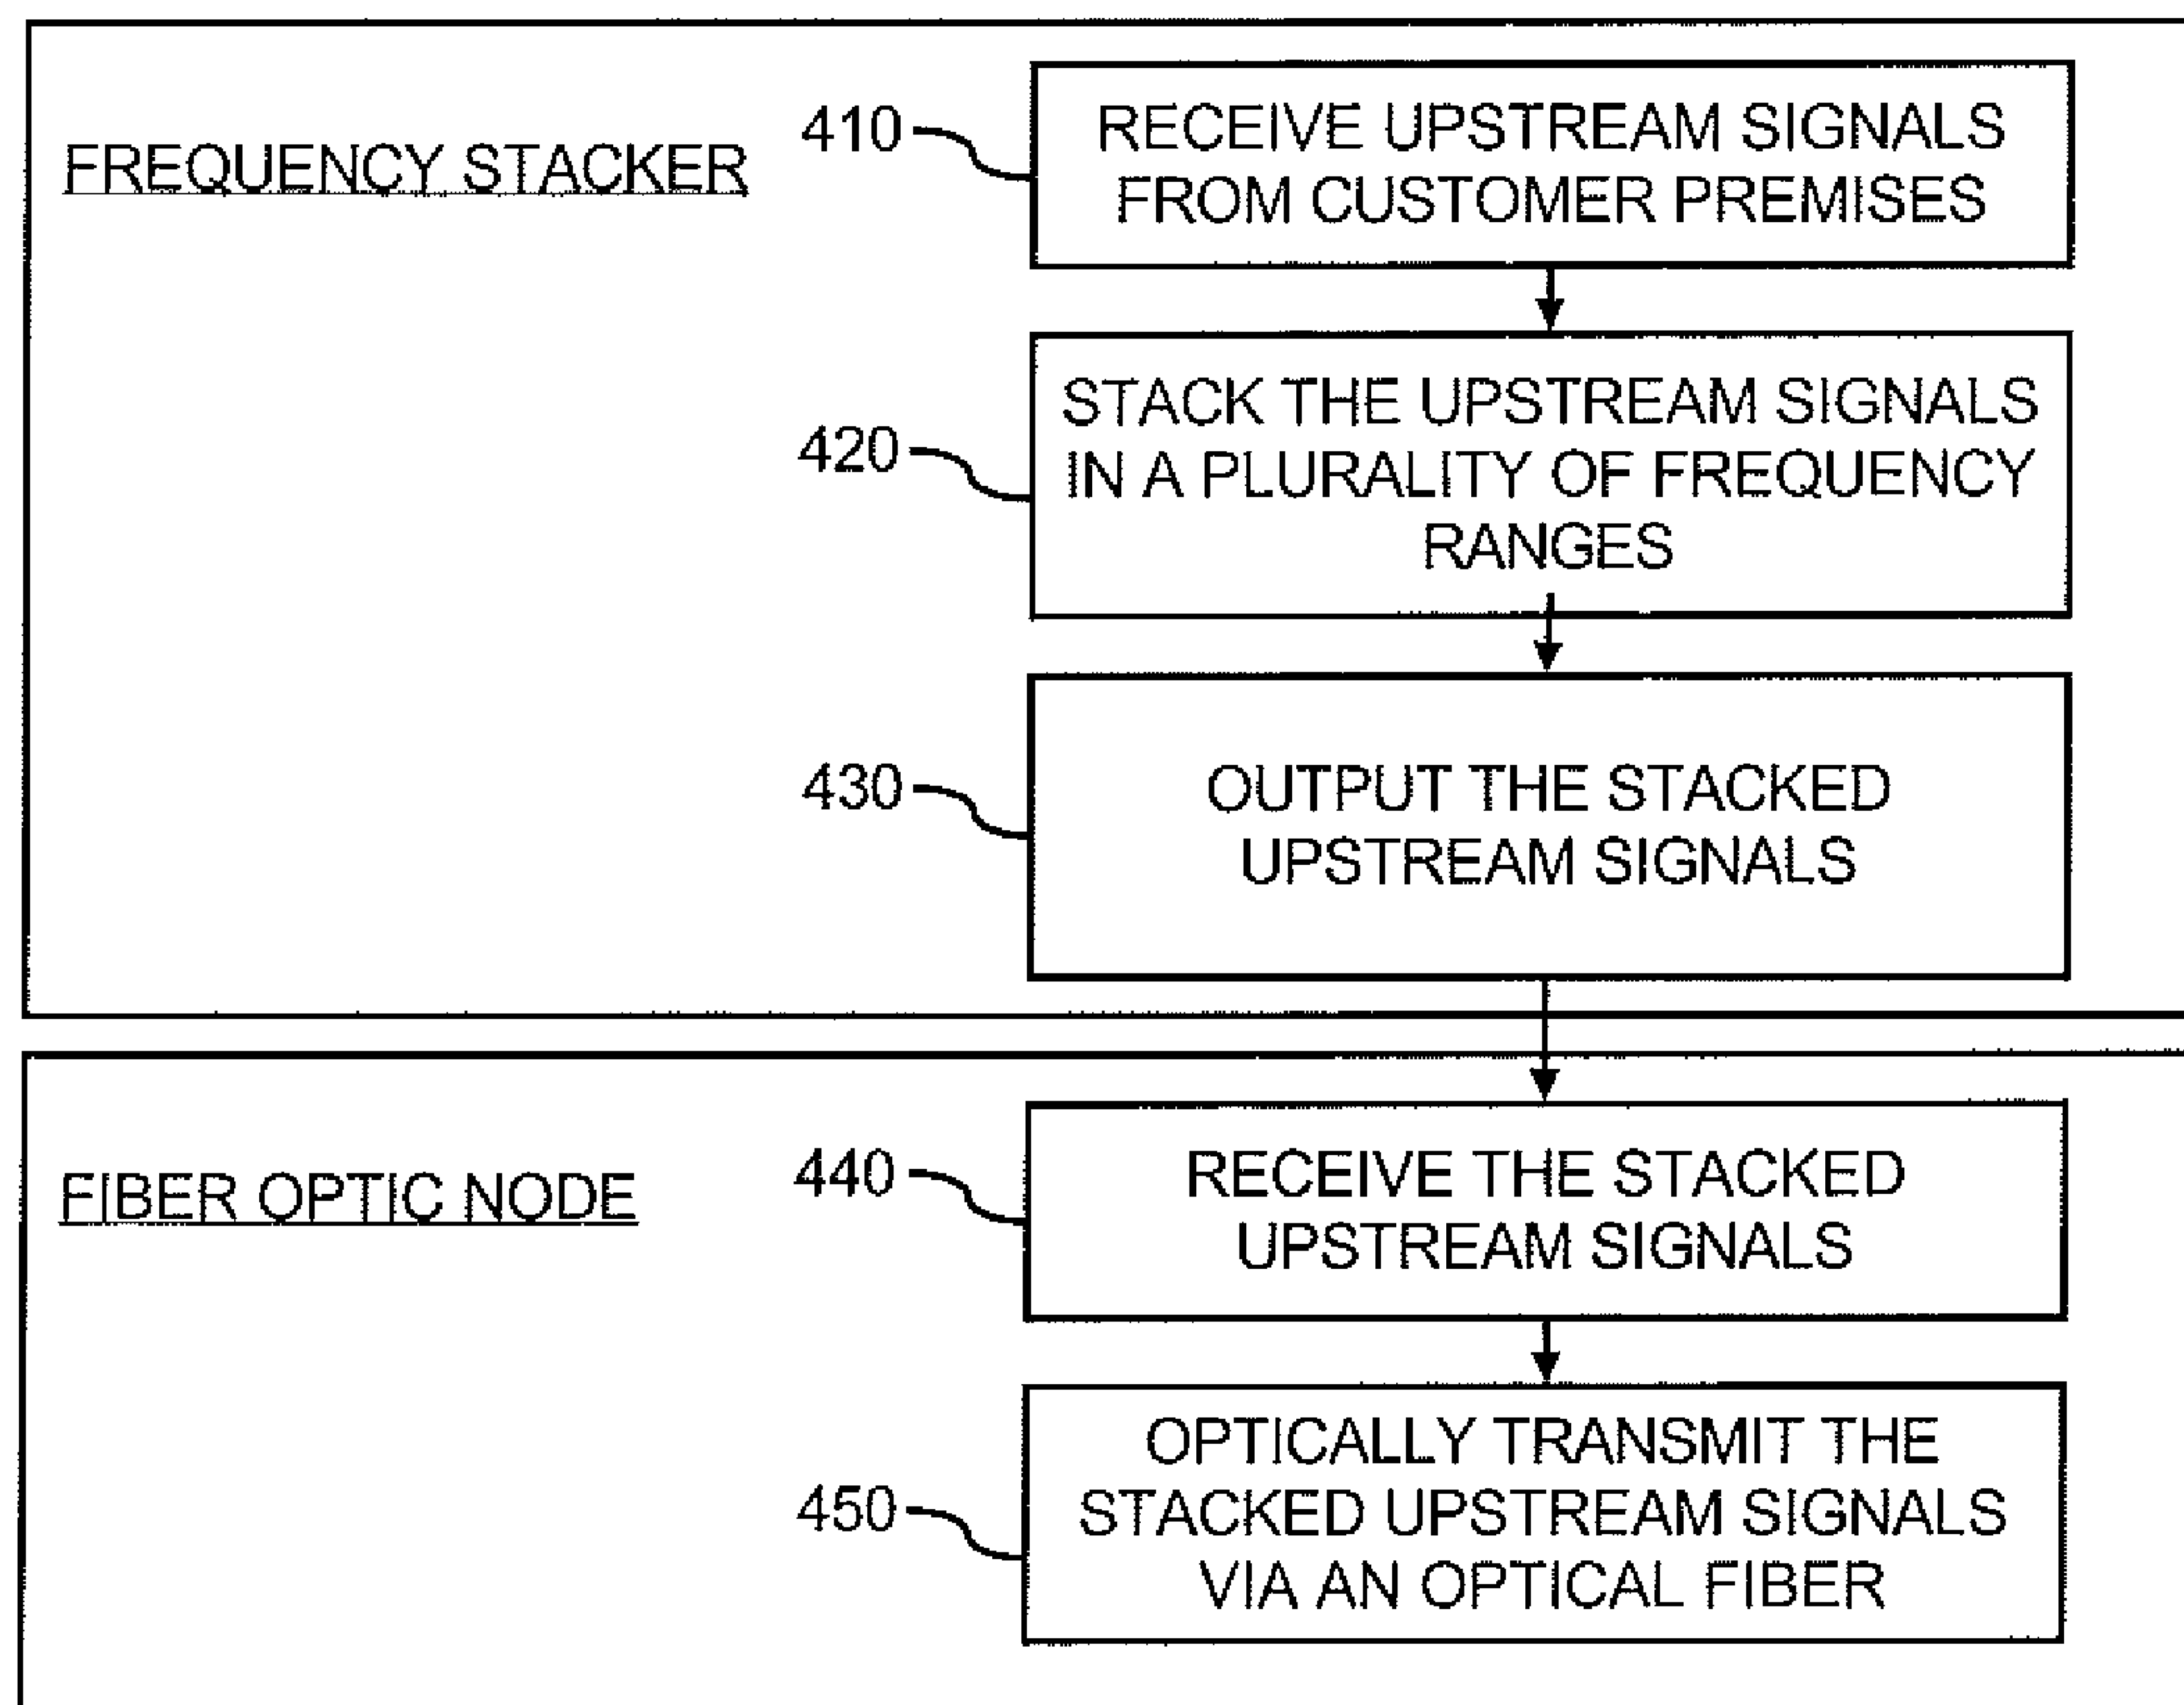 FREQUENCY STACKER
410
RECEIVE UPSTREAM SIGNALS
FROM CUSTOMER PREMISES
420
STACK THE UPSTREAM SIGNALS
IN A PLURALITY OF FREQUENCY
RANGES
430
OUTPUT THE STACKED
UPSTREAM SIGNALS
FIBER OPTIC NODE
440
RECEIVE THE STACKED
UPSTREAM SIGNALS
450
OPTICALLY TRANSMIT THE
STACKED UPSTREAM SIGNALS
VIA AN OPTICAL FIBER